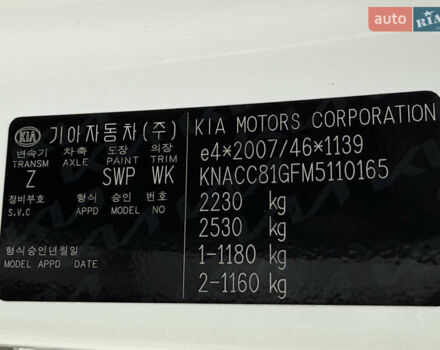 auto RIA
KIA 기아자동차(주)
변속기 차축 도장 의장
TRANSM AXLE PAINT TRIM
Z SWP WK
정비부호 형식 승인 번호
S.V.C APPD MODEL NO
형식승인년월일
MODEL APPD DATE
KIA MOTORS CORPORATION
e4*2007/46*1139
KNACC81GFM5110165
2230 kg
2530 kg
1-1180 kg
2-1160 kg